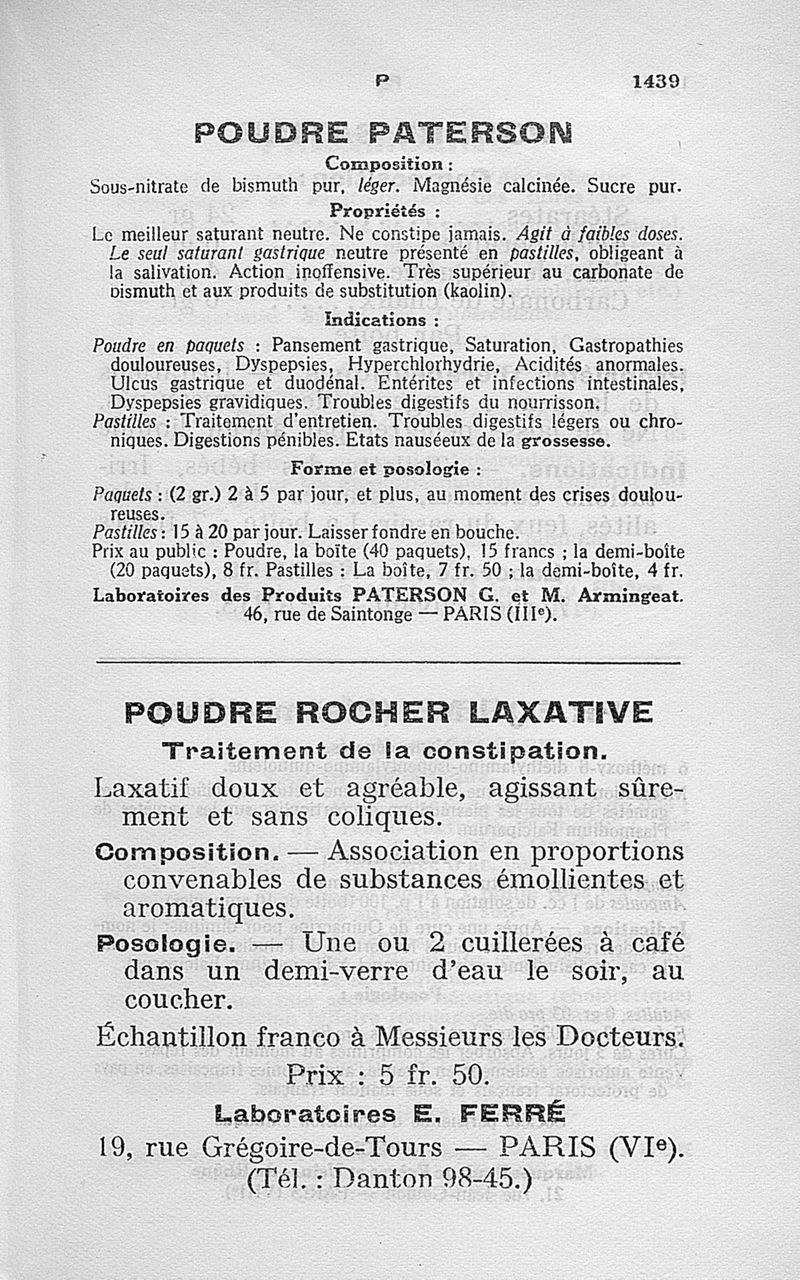 P 1439
POUDRE PATERSON
Composition :
Sous-nitrate de bismuth pur, léger. Magnésie calcinée. Sucre pur.
Propriétés :
Le meilleur saturant neutre. Ne constipe jamais. Agit à faibles doses.
Le seul saturant gastrique neutre présenté en pastilles, obligeant à
la salivation. Action inoffensive. Très supérieur au carbonate de
bismuth et aux produits de substitution (kaolin).
Indications :
Poudre en paquets : Pansement gastrique, Saturation, Gastropathies
douloureuses, Dyspepsies, Hyperchlorhydrie, Acidités anormales.
Ulcus gastrique et duodénal. Entérites et infections intestinales,
Dyspepsies gravidiques. Troubles digestifs du nourrisson.
Pastilles : Traitement d'entretien. Troubles digestifs légers ou chro-
niques. Digestions pénibles. Etats nauséeux de la grossesse.
Forme et posologie :
Paquets : (2 gr.) 2 à 5 par jour, et plus, au moment des crises doulou-
reuses.
Pastilles : 15 à 20 par jour. Laisser fondre en bouche.
Prix au public : Poudre, la boîte (40 paquets), 15 francs ; la demi-boîte
(20 paquets), 8 fr. Pastilles : La boîte, 7 fr. 50 ; la demi-boîte, 4 fr.
Laboratoires des Produits PATERSON G. et M. Armingeat.
46, rue de Saintonge — PARIS (IIIe).
POUDRE ROCHER LAXATIVE
Traitement de la constipation.
Laxatif doux et agréable, agissant sûre-
ment et sans coliques.
Composition. — Association en proportions
convenables de substances émollientes et
aromatiques.
Posologie. — Une ou 2 cuillerées à café
dans un demi-verre d'eau le soir, au
coucher.
Échantillon franco à Messieurs les Docteurs.
Prix : 5 fr. 50.
Laboratoires E. FERRÉ
19, rue Grégoire-de-Tours — PARIS (VIe).
(Tél. : Danton 98-45.)